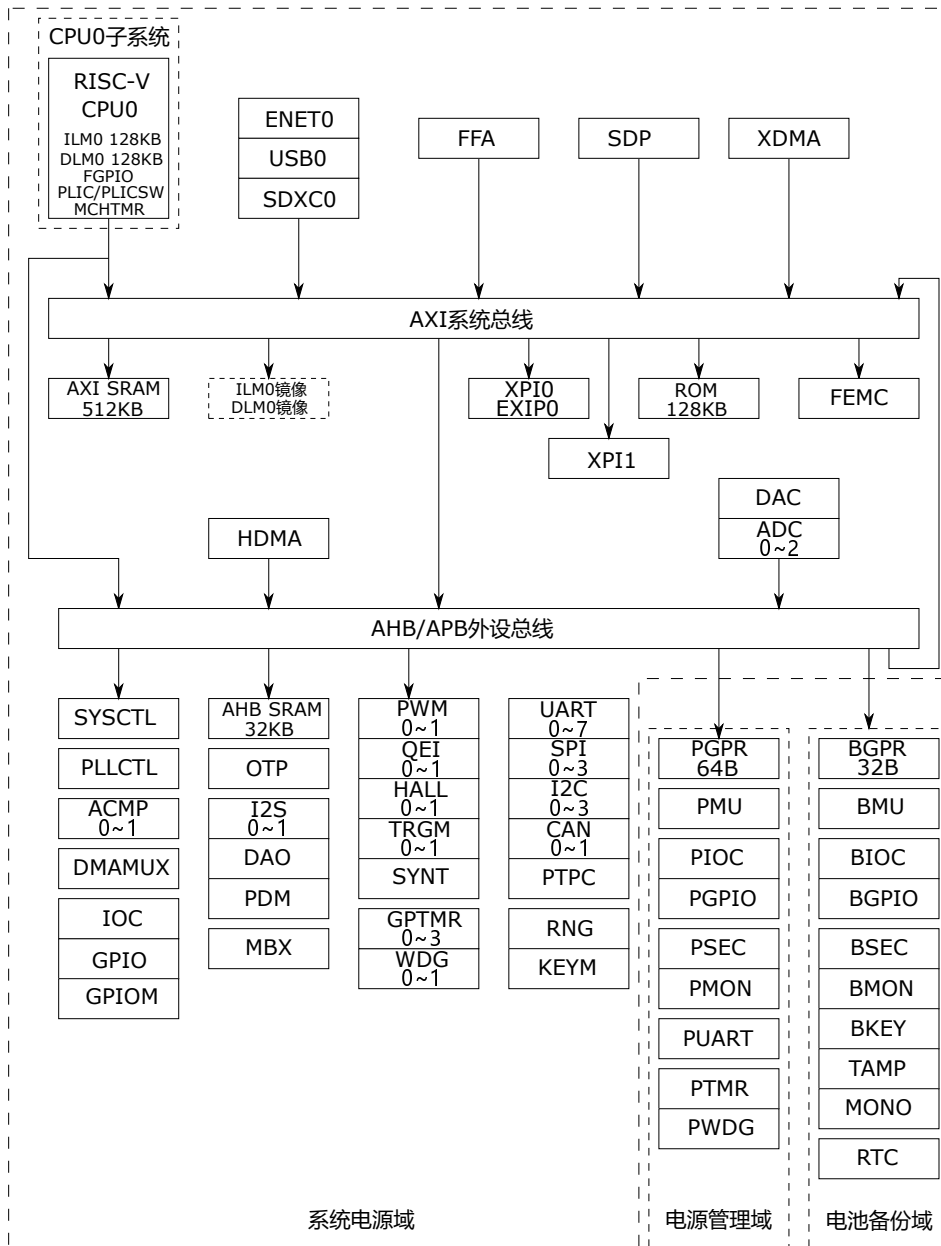 CPU0子系统
RISC-V
CPU0
ILM0 128KB
DLM0 128KB
FGPIO
PLIC/PLICSW
MCHTMR
ENET0
USB0
SDXC0
FFA
SDP
XDMA
AXI系统总线
AXI SRAM
512KB
ILM0镜像
DLM0镜像
XPI0
EXIP0
XPI1
ROM
128KB
FEMC
HDMA
DAC
ADC
0~2
AHB/APB外设总线
SYSCTL
PLLCTL
ACMP
0~1
DMAMUX
IOC
GPIO
GPIOM
AHB SRAM
32KB
OTP
I2S
0~1
DAO
PDM
MBX
PWM
0~1
QEI
0~1
HALL
0~1
TRGM
0~1
SYNT
GPTMR
0~3
WDG
0~1
UART
0~7
SPI
0~3
I2C
0~3
CAN
0~1
PTPC
RNG
KEYM
PGPR
64B
PMU
PIOC
PGPIO
PSEC
PMON
PUART
PTMR
PWDG
BGPR
32B
BMU
BIOC
BGPIO
BSEC
BMON
BKEY
TAMP
MONO
RTC
系统电源域
电源管理域
电池备份域